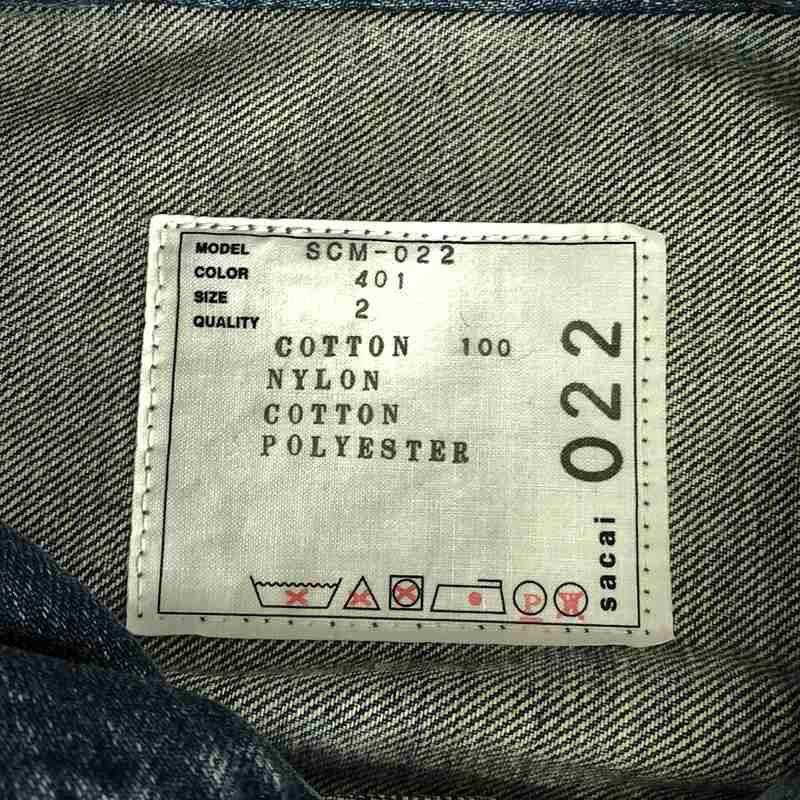 MODEL SCM-022
COLOR 401
SIZE 2
QUALITY
COTTON 100
NYLON
COTTON
POLYESTER
sacai 022
P W